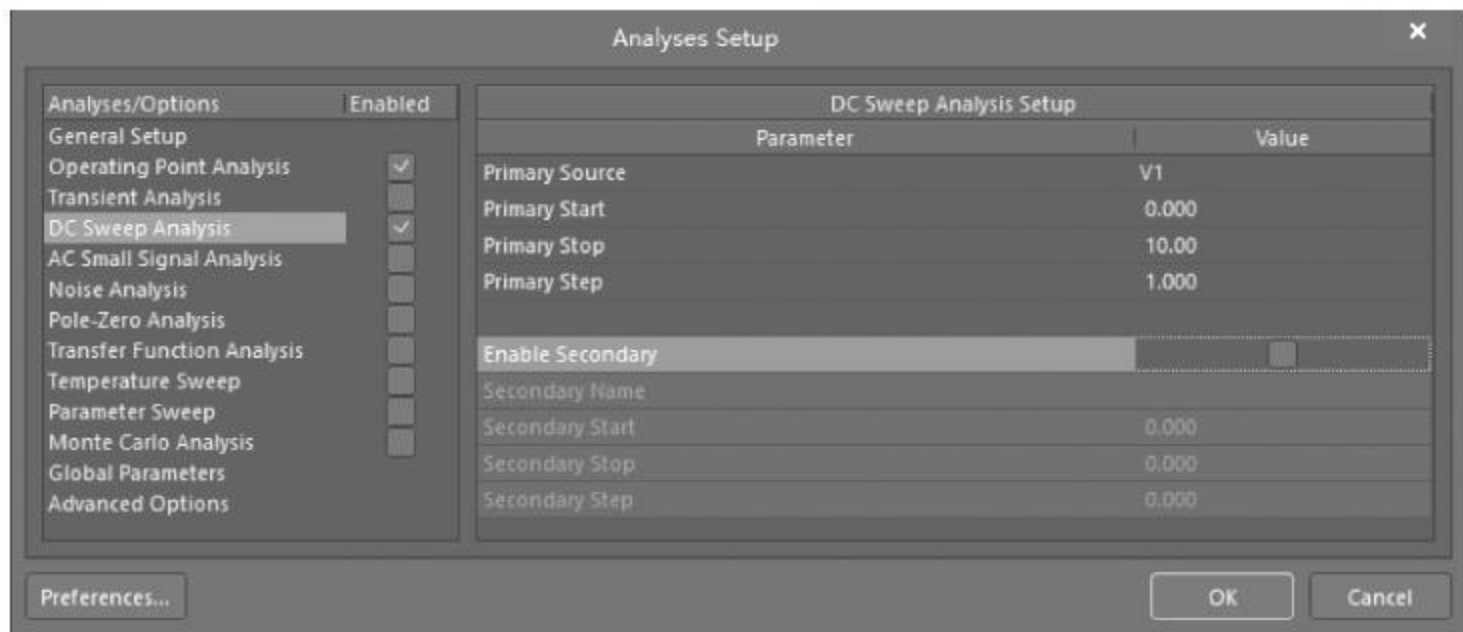 Analyses Setup
Analyses/Options Enabled
General Setup
Operating Point Analysis
Transient Analysis
DC Sweep Analysis
AC Small Signal Analysis
Noise Analysis
Pole-Zero Analysis
Transfer Function Analysis
Temperature Sweep
Parameter Sweep
Monte Carlo Analysis
Global Parameters
Advanced Options
DC Sweep Analysis Setup
Parameter Value
Primary Source V1
Primary Start 0.000
Primary Stop 10.00
Primary Step 1.000
Enable Secondary
Secondary Name
Secondary Start 0.000
Secondary Stop 0.000
Secondary Step 0.000
Preferences... OK Cancel